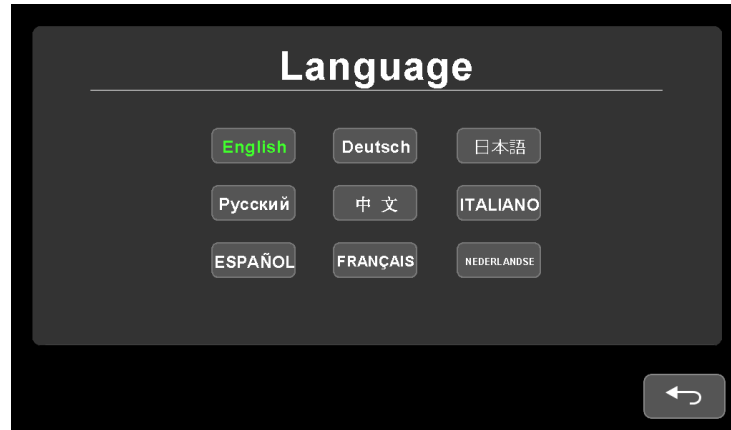 Language
English Deutsch 日本語
Русский 中 文 ITALIANO
ESPAÑOL FRANÇAIS NEDERLANDSE